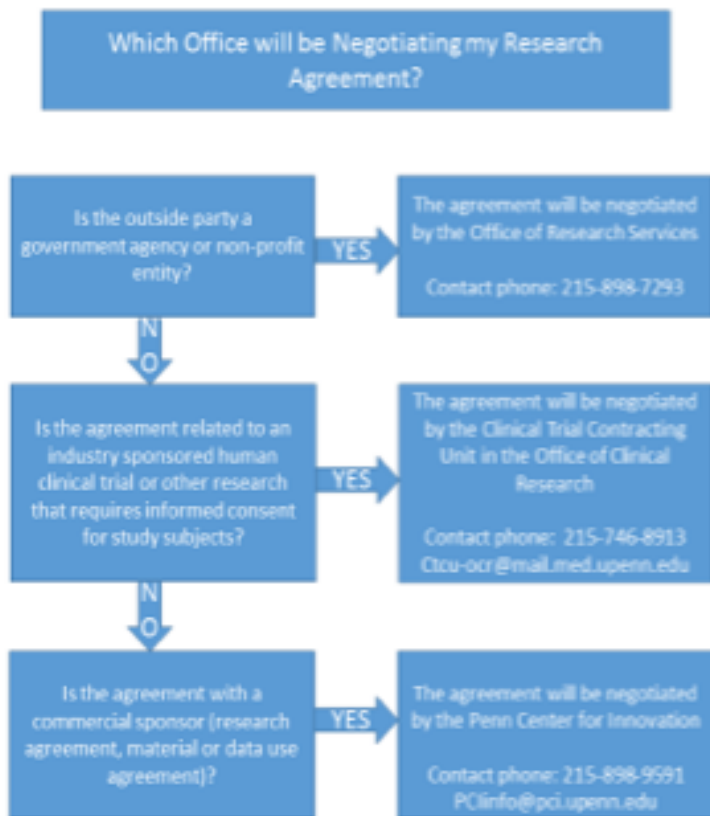 Which Office will be Negotiating my Research
Agreement?
Is the outside party a
government agency or non-profit
entity?
YES
The agreement will be negotiated
by the Office of Research Services
Contact phone: 215-898-7293
N
O
Is the agreement related to an
industry sponsored human
clinical trial or other research
that requires informed consent
for study subjects?
YES
The agreement will be negotiated
by the Clinical Trial Contracting
Unit in the Office of Clinical
Research
Contact phone: 215-746-8913
Ctcu-ocr@mail.med.upenn.edu
N
O
Is the agreement with a
commercial sponsor (research
agreement, material or data use
agreement)?
YES
The agreement will be negotiated
by the Penn Center for Innovation
Contact phone: 215-898-9591
PCIinfo@pci.upenn.edu